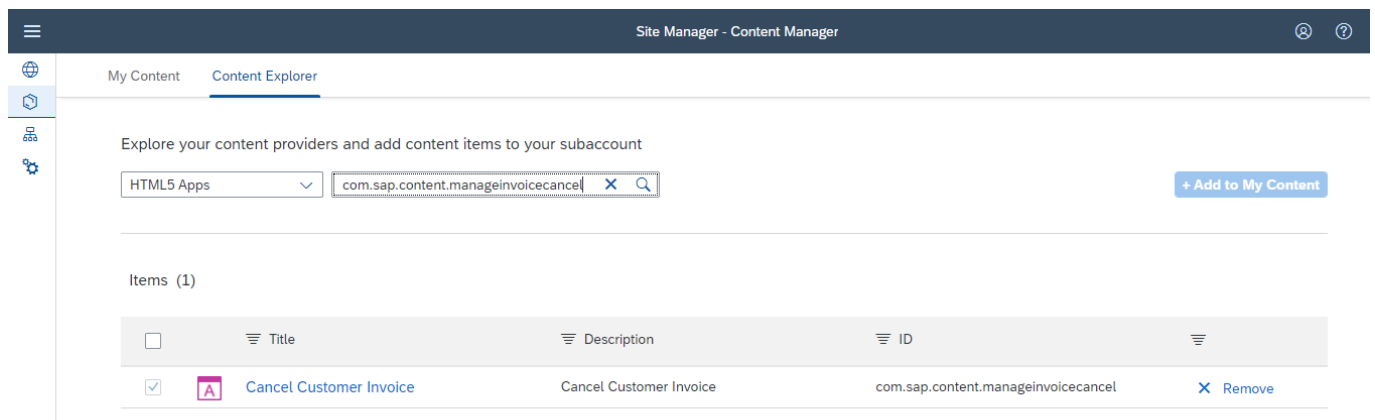 Site Manager - Content Manager
My Content Content Explorer
Explore your content providers and add content items to your subaccount
HTML5 Apps com.sap.content.manageinvoicecancel + Add to My Content
Items (1)
Title Description ID
A Cancel Customer Invoice Cancel Customer Invoice com.sap.content.manageinvoicecancel Remove